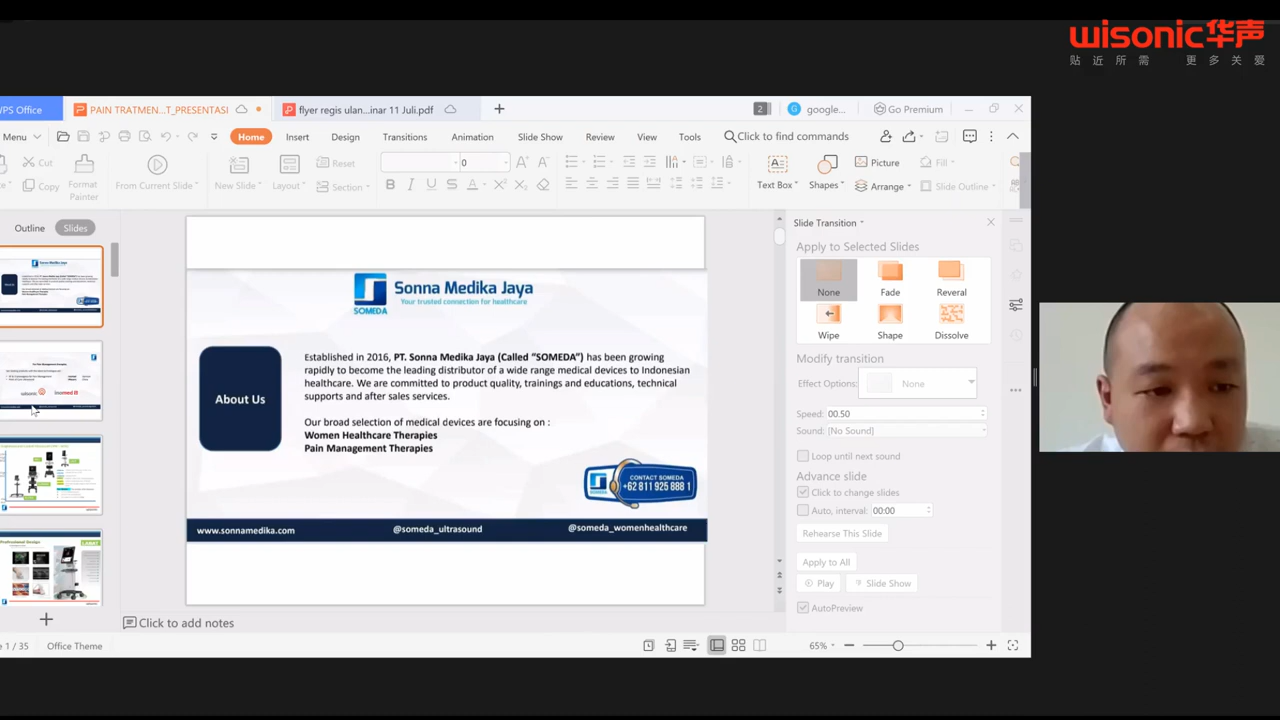 wisonic华声
贴近所需 更多关爱
WPS Office
PAIN TRATMEN...T_PRESENTASI
flyer regis ulan...inar 11 Juli.pdf
2
google...
Go Premium
Menu
Home
Insert
Design
Transitions
Animation
Slide Show
Review
View
Tools
Click to find commands
Cut
Copy
Format
Painter
From Current Slide
New Slide
Layout
Reset
Section
0
Text Box
Shapes
Picture
Arrange
Fill
Slide Outline
Outline
Slides
SOMEDA
Sonna Medika Jaya
Your trusted connection for healthcare
About Us
Established in 2016, PT. Sonna Medika Jaya (Called “SOMEDA”) has been growing
rapidly to become the leading distributor of a wide range medical devices to Indonesian
healthcare. We are committed to product quality, trainings and educations, technical
supports and after sales services.
Our broad selection of medical devices are focusing on :
Women Healthcare Therapies
Pain Management Therapies
CONTACT SOMEDA
+62 811 925 888 1
www.sonnamedika.com
@someda_ultrasound
@someda_womenhealthcare
Slide Transition
Apply to Selected Slides
None
Fade
Reveral
Wipe
Shape
Dissolve
Modify transition
Effect Options:
None
Speed: 00.50
Sound: [No Sound]
Loop until next sound
Advance slide
Click to change slides
Auto, interval: 00:00
Rehearse This Slide
Apply to All
Play
Slide Show
AutoPreview
Click to add notes
1 / 35
Office Theme
65%